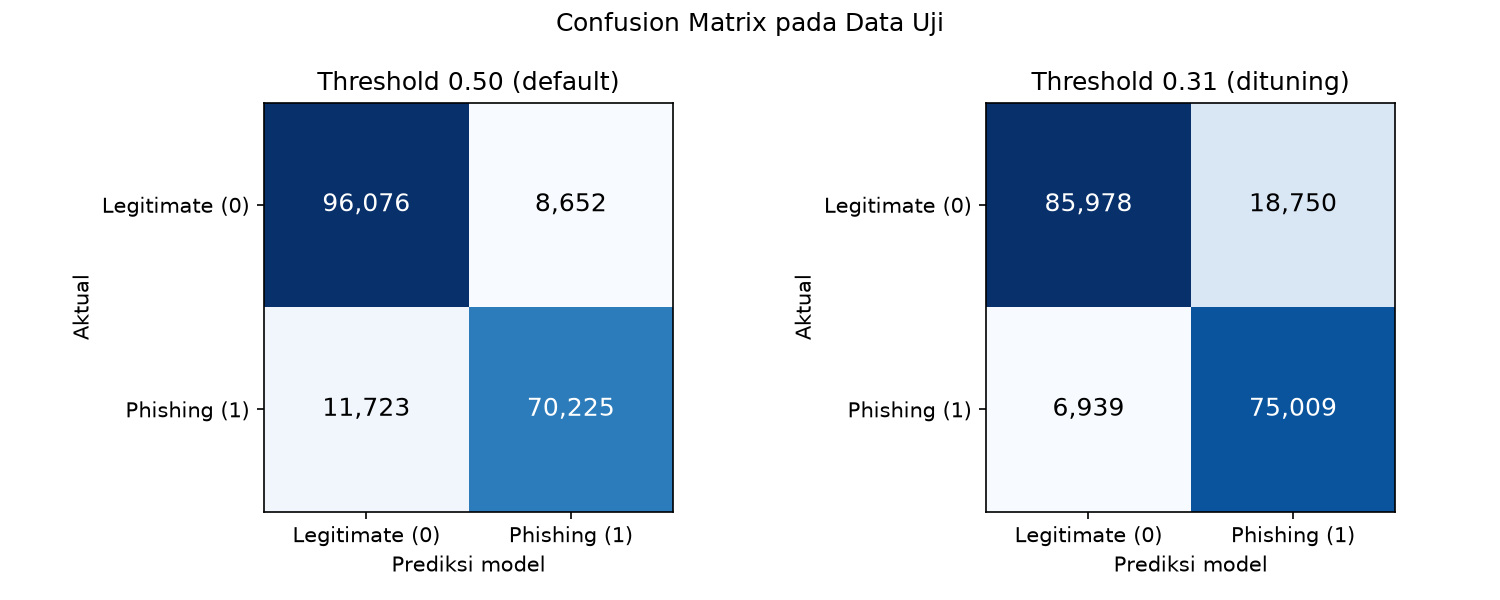 Confusion Matrix pada Data Uji
Threshold 0.50 (default)
Aktual
Legitimate (0)
96,076
8,652
Phishing (1)
11,723
70,225
Legitimate (0)
Phishing (1)
Prediksi model
Threshold 0.31 (dituning)
Aktual
Legitimate (0)
85,978
18,750
Phishing (1)
6,939
75,009
Legitimate (0)
Phishing (1)
Prediksi model